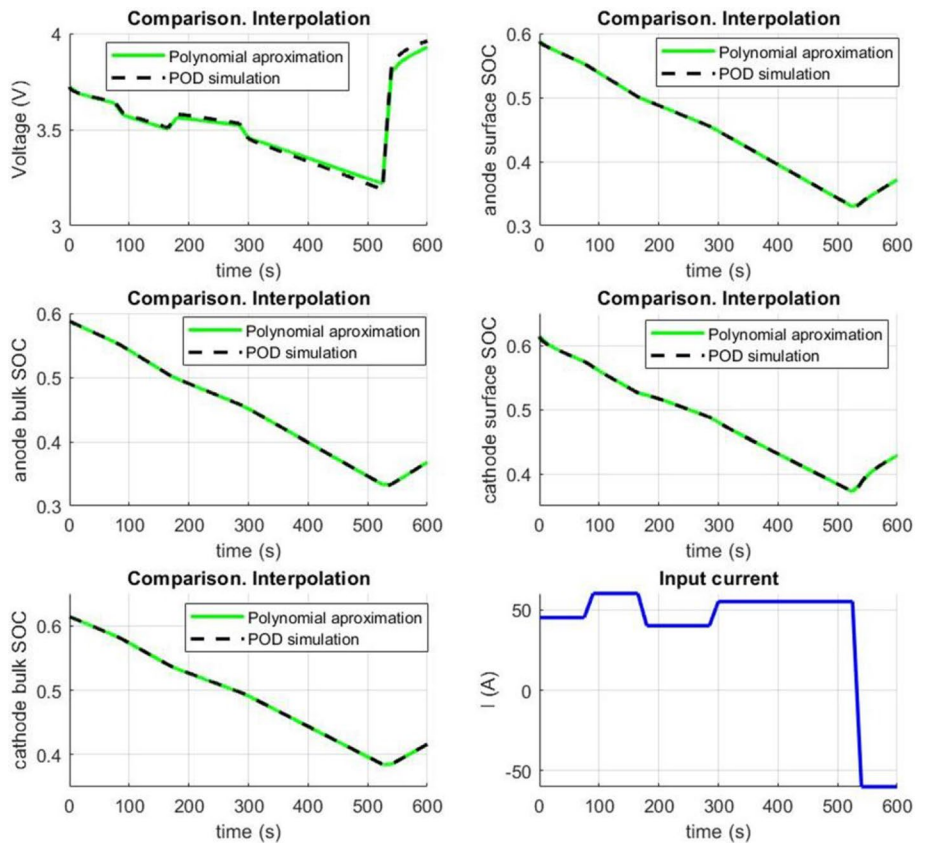 Comparison. Interpolation
4
3.5
3
Voltage (V)
Polynomial aproximation
POD simulation
0 100 200 300 400 500 600
time (s)
Comparison. Interpolation
0.6
0.5
0.4
0.3
anode surface SOC
Polynomial aproximation
POD simulation
0 100 200 300 400 500 600
time (s)
Comparison. Interpolation
0.6
0.5
0.4
0.3
anode bulk SOC
Polynomial aproximation
POD simulation
0 100 200 300 400 500 600
time (s)
Comparison. Interpolation
0.6
0.5
0.4
cathode surface SOC
Polynomial aproximation
POD simulation
0 100 200 300 400 500 600
time (s)
Comparison. Interpolation
0.6
0.5
0.4
cathode bulk SOC
Polynomial aproximation
POD simulation
0 100 200 300 400 500 600
time (s)
Input current
50
0
-50
I (A)
0 100 200 300 400 500 600
time (s)